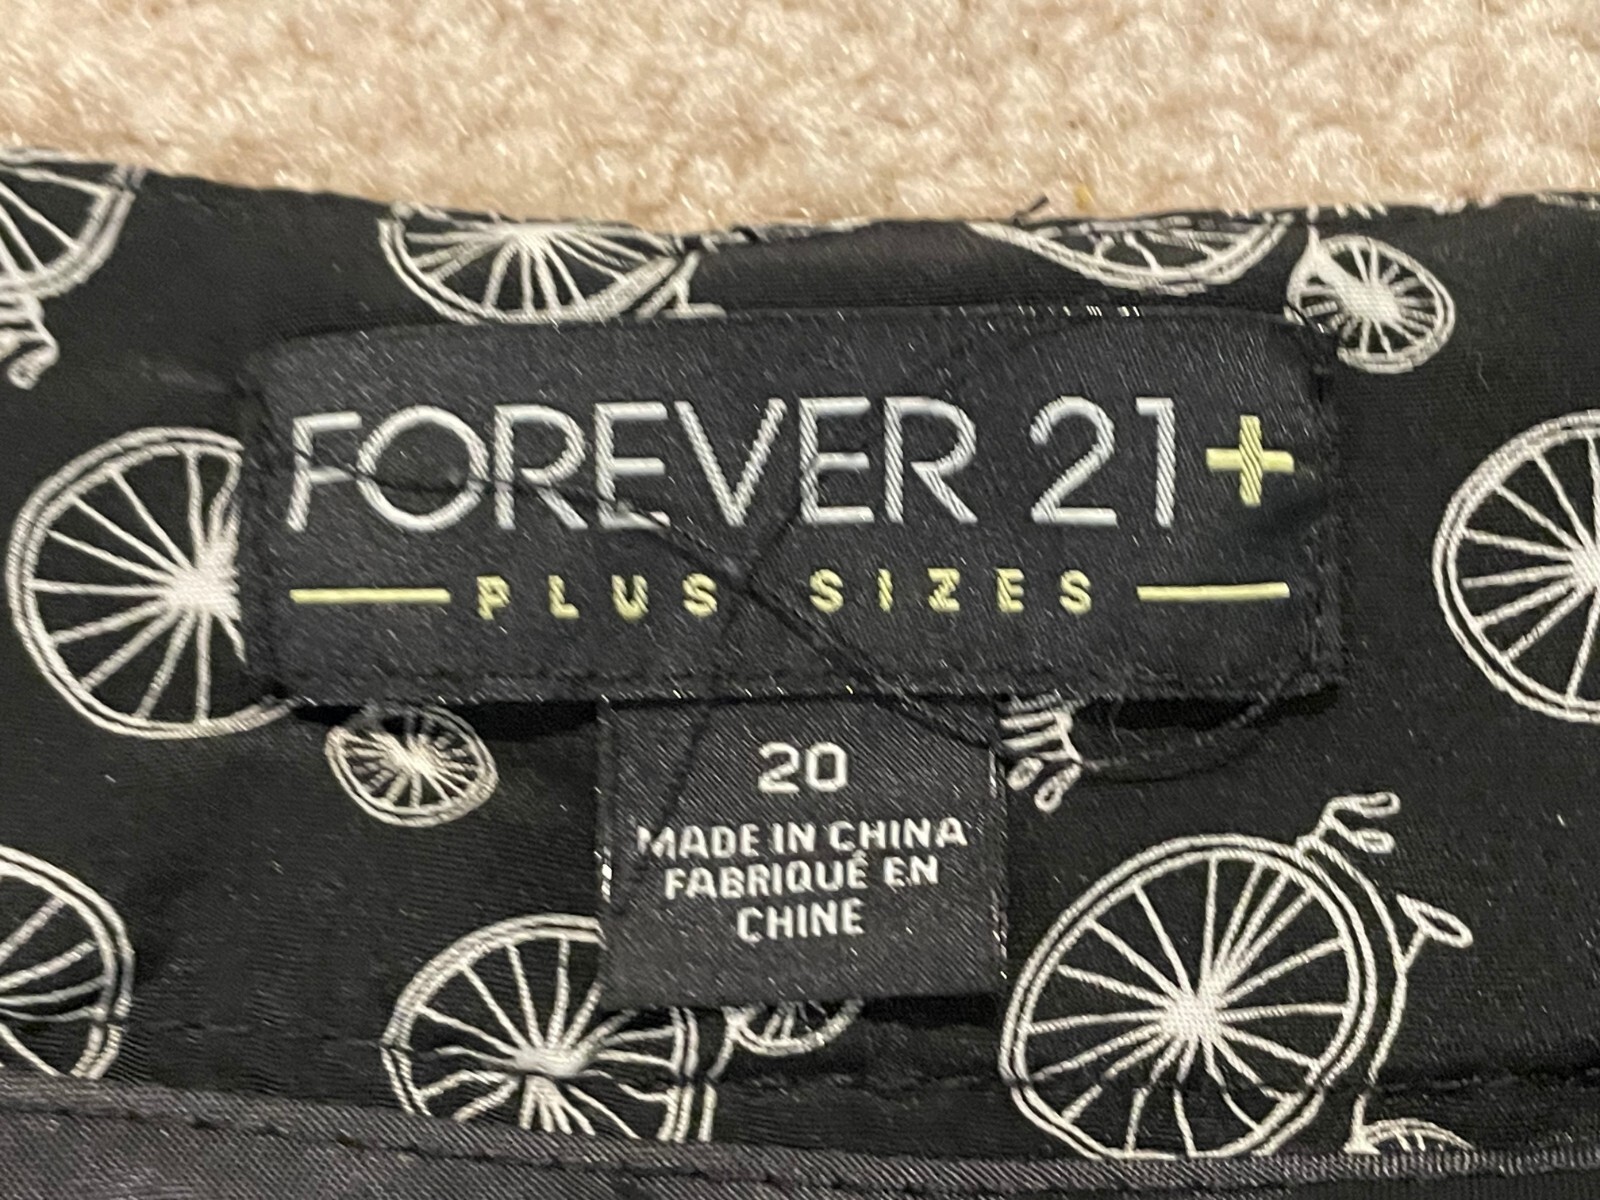 FOREVER 21+
PLUS SIZES
20
MADE IN CHINA
FABRIQUÉ EN
CHINE